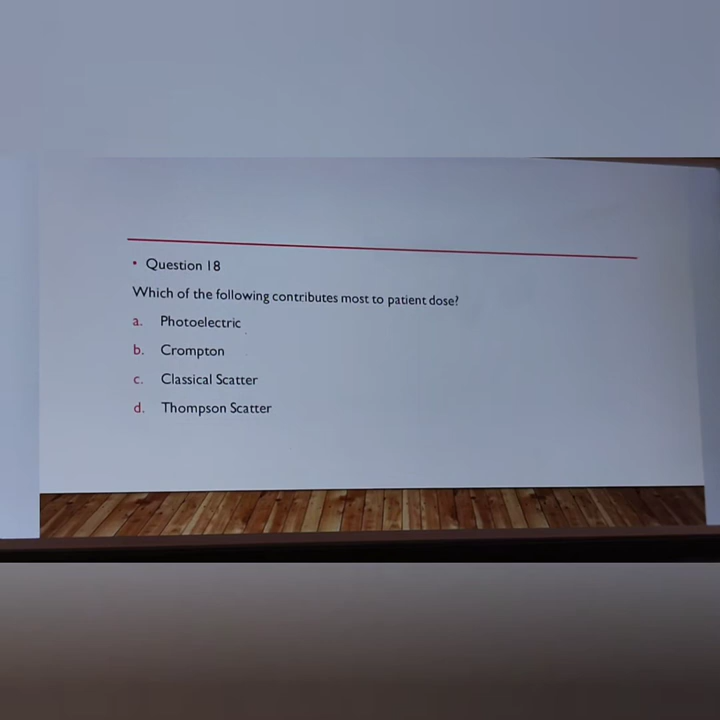 • Question 18
Which of the following contributes most to patient dose?
a. Photoelectric
b. Crompton
c. Classical Scatter
d. Thompson Scatter